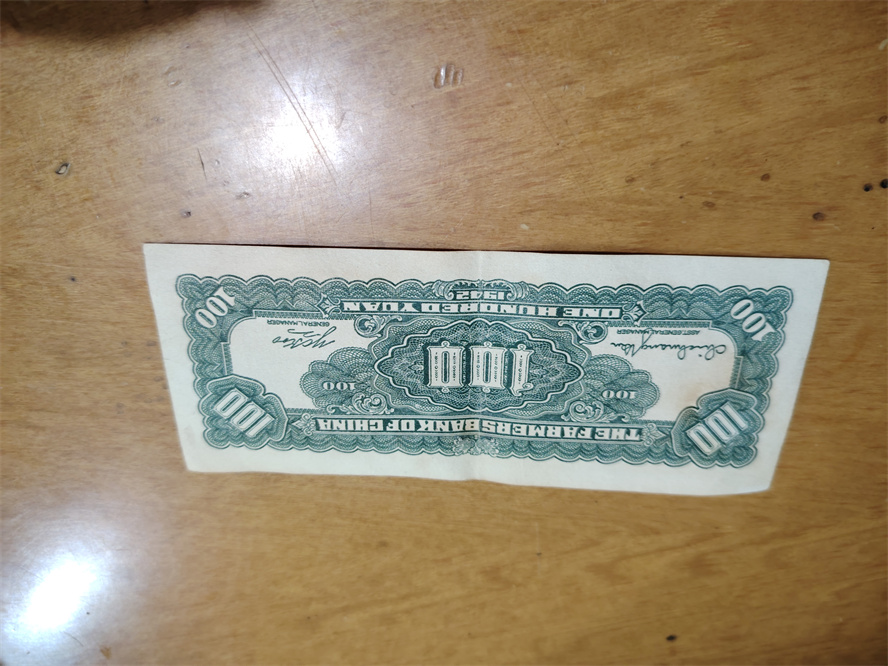 THE FARMERS BANK OF CHINA
100 100
100 100
100
ASST. GENERAL MANAGER GENERAL MANAGER
100 100
ONE HUNDRED YUAN
1942